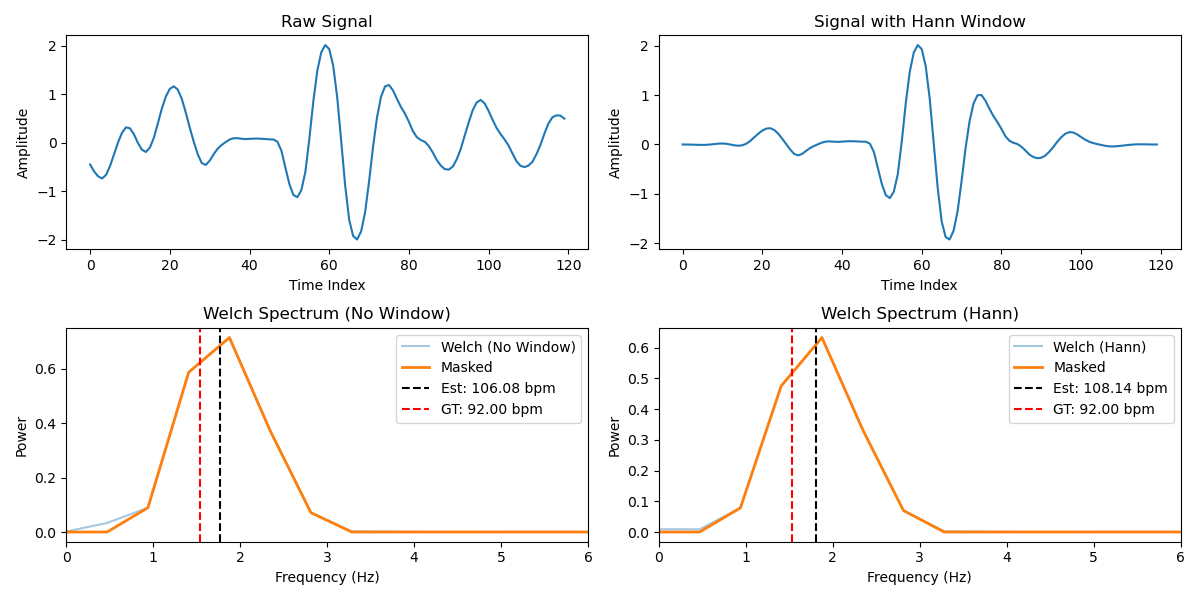 Raw Signal
Amplitude
2
1
0
−1
−2
0 20 40 60 80 100 120
Time Index
Signal with Hann Window
Amplitude
2
1
0
−1
−2
0 20 40 60 80 100 120
Time Index
Welch Spectrum (No Window)
Power
0.6
0.4
0.2
0.0
Welch (No Window)
Masked
Est: 106.08 bpm
GT: 92.00 bpm
0 1 2 3 4 5 6
Frequency (Hz)
Welch Spectrum (Hann)
Power
0.6
0.5
0.4
0.3
0.2
0.1
0.0
Welch (Hann)
Masked
Est: 108.14 bpm
GT: 92.00 bpm
0 1 2 3 4 5 6
Frequency (Hz)